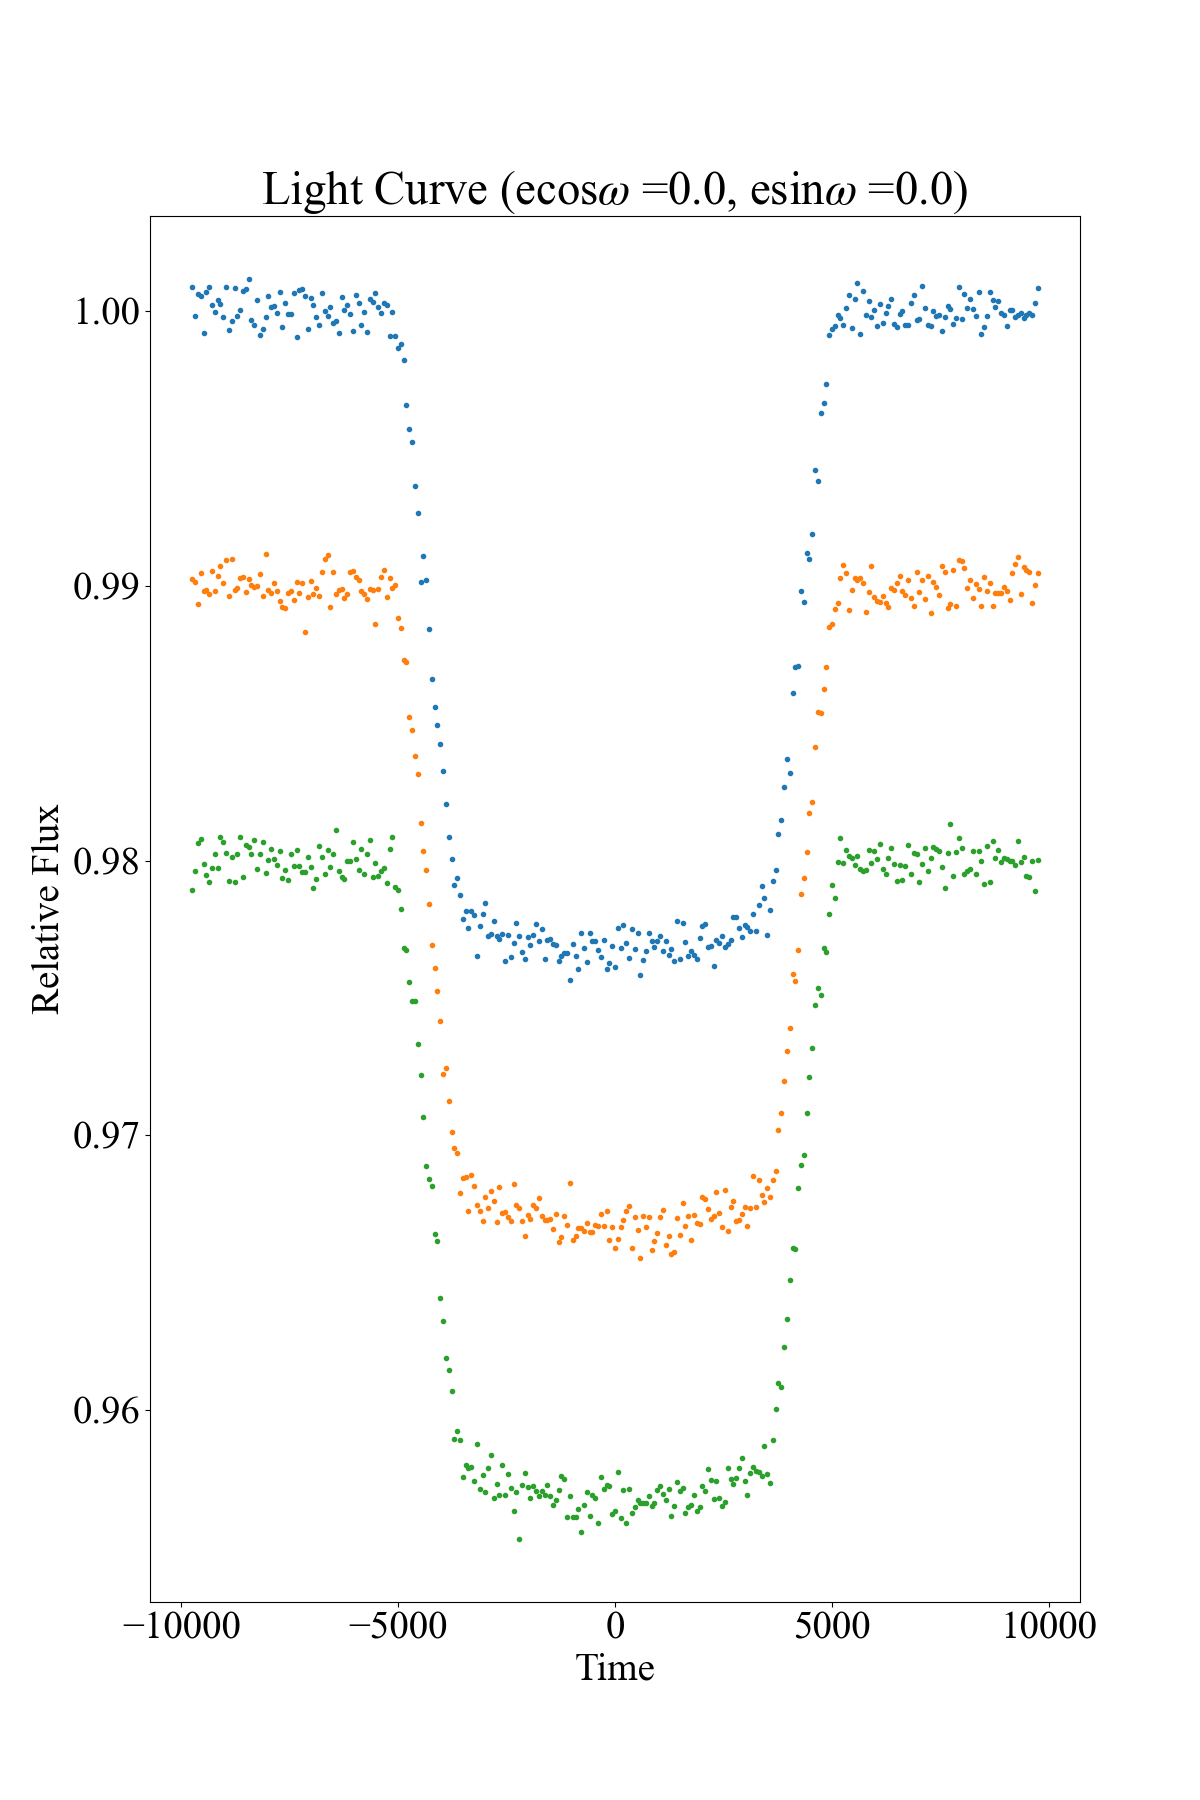 Light Curve (ecosω =0.0, esinω =0.0)
1.00
0.99
0.98
0.97
0.96
Relative Flux
−10000 −5000 0 5000 10000
Time